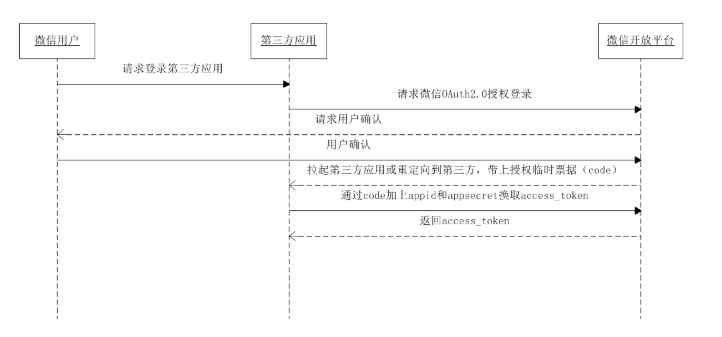 微信用户
第三方应用
微信开放平台
请求登录第三方应用
请求微信OAuth2.0授权登录
请求用户确认
用户确认
拉起第三方应用或重定向到第三方，带上授权临时票据（code）
通过code加上appid和appsecret换取access_token
返回access_token